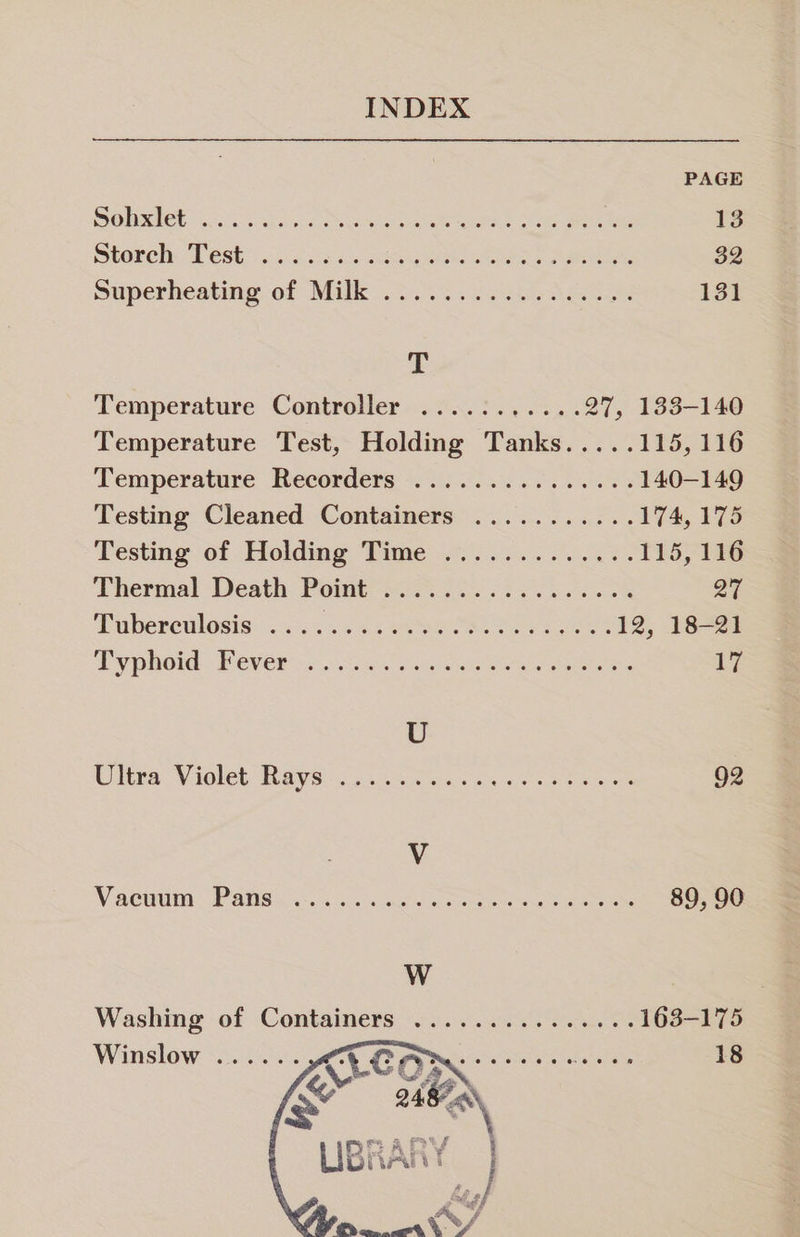 INDEX
PAGE
Sohxlet ............................ 13
Storch Test ......................... 32
Superheating of Milk ................. 131
T
Temperature Controller ........... 27, 133–140
Temperature Test, Holding Tanks.....115, 116
Temperature Recorders ...............140–149
Testing Cleaned Containers ...........174, 175
Testing of Holding Time .............115, 116
Thermal Death Point ................. 27
Tuberculosis .......................12, 18–21
Typhoid Fever ...................... 17
U
Ultra Violet Rays .................... 92
V
Vacuum Pans ....................... 89, 90
W
Washing of Containers ...............163–175
Winslow ............................ 18
248
LIBRARY